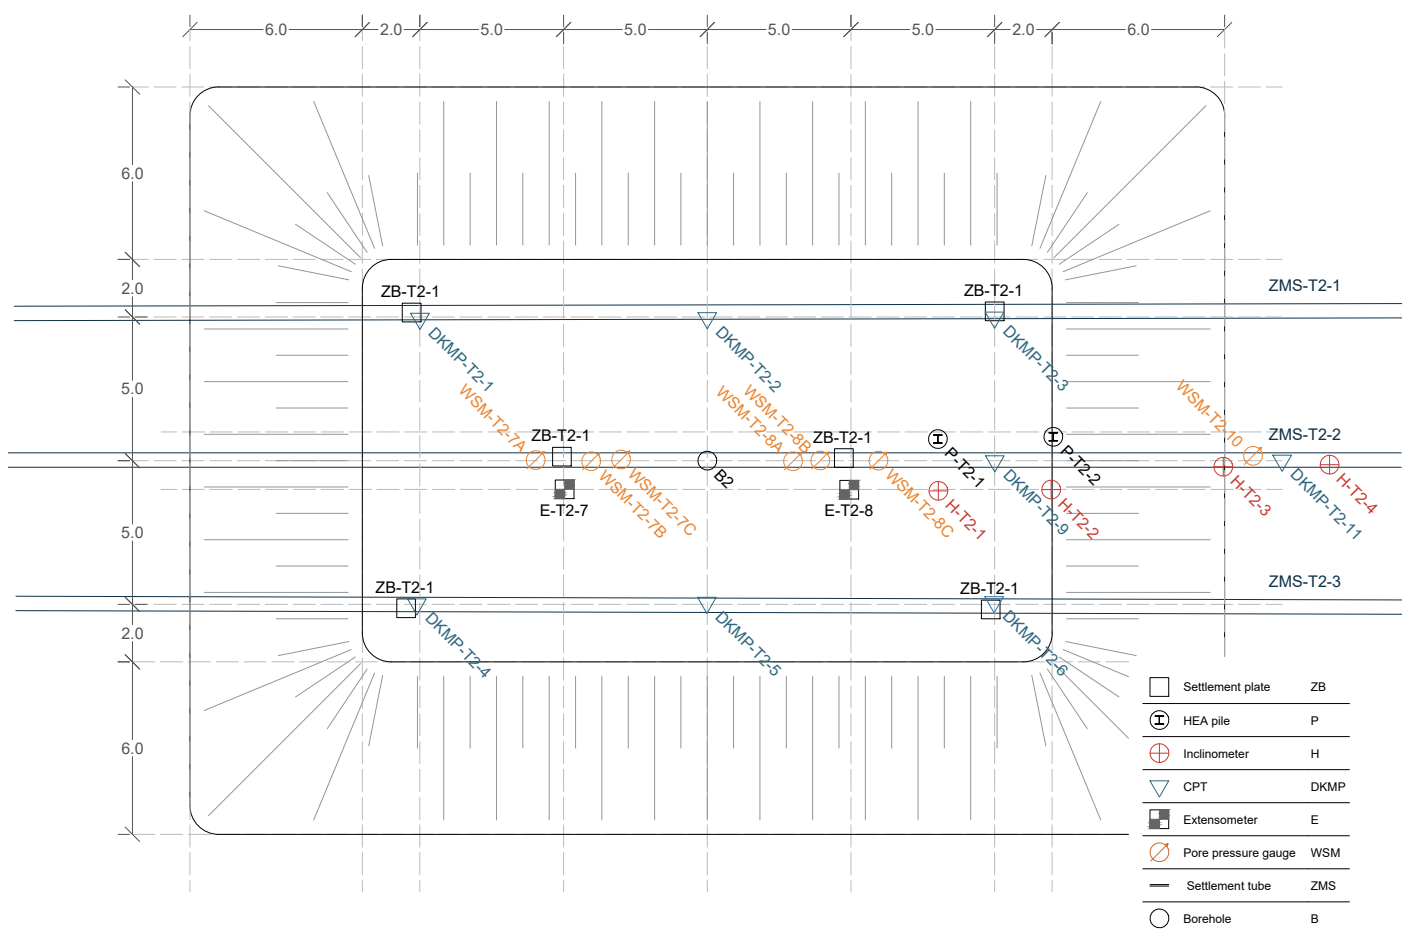 6.0 2.0 5.0 5.0 5.0 5.0 2.0 6.0
6.0
2.0
5.0
5.0
2.0
6.0
ZMS-T2-1
ZB-T2-1
ZB-T2-1
DKMP-T2-1
DKMP-T2-2
DKMP-T2-3
WSM-T2-7A
WSM-T2-8A
WSM-T2-8B
WSM-T2-10
ZMS-T2-2
ZB-T2-1
ZB-T2-1
P-T2-1
P-T2-2
B2
WSM-T2-7B
WSM-T2-7C
WSM-T2-8C
H-T2-1
DKMP-T2-9
H-T2-2
H-T2-3
DKMP-T2-11
H-T2-4
E-T2-7
E-T2-8
ZMS-T2-3
ZB-T2-1
ZB-T2-1
DKMP-T2-4
DKMP-T2-5
DKMP-T2-6
Settlement plate ZB
HEA pile P
Inclinometer H
CPT DKMP
Extensometer E
Pore pressure gauge WSM
Settlement tube ZMS
Borehole B